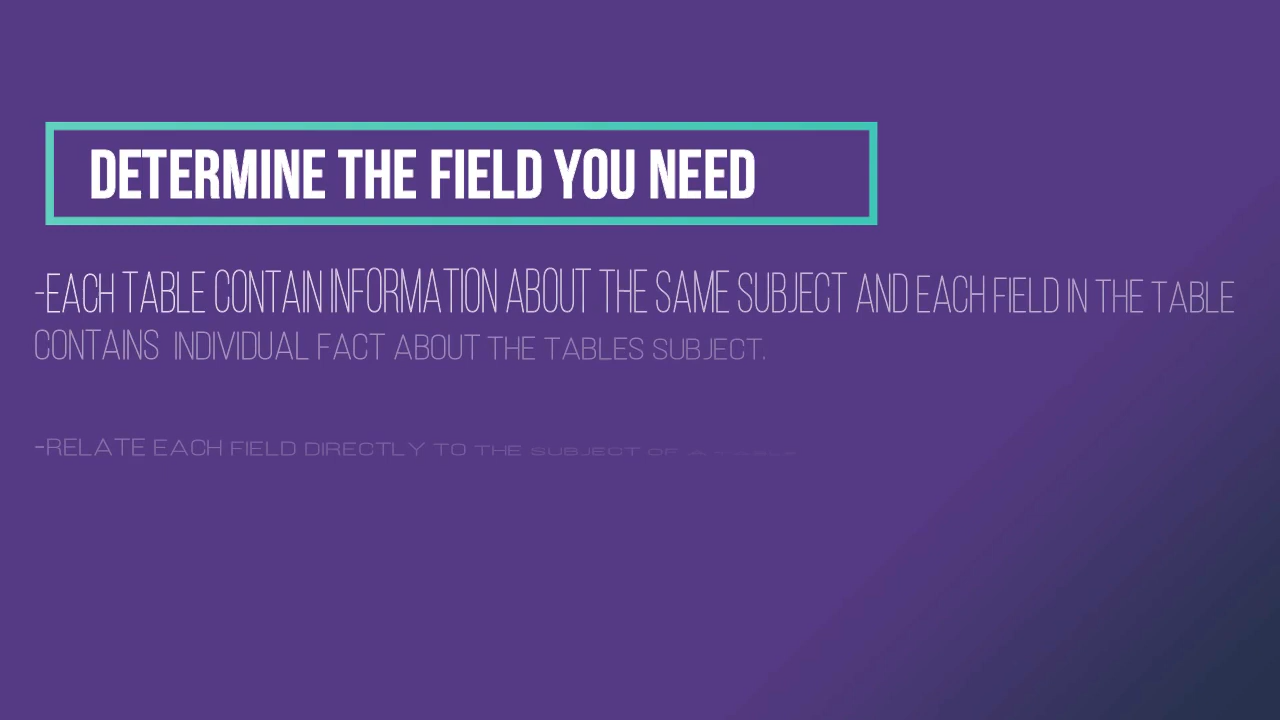 DETERMINE THE FIELD YOU NEED
-EACH TABLE CONTAIN INFORMATION ABOUT THE SAME SUBJECT AND EACH FIELD IN THE TABLE
CONTAINS INDIVIDUAL FACT ABOUT THE TABLES SUBJECT.
-RELATE EACH FIELD DIRECTLY TO THE SUBJECT OF A